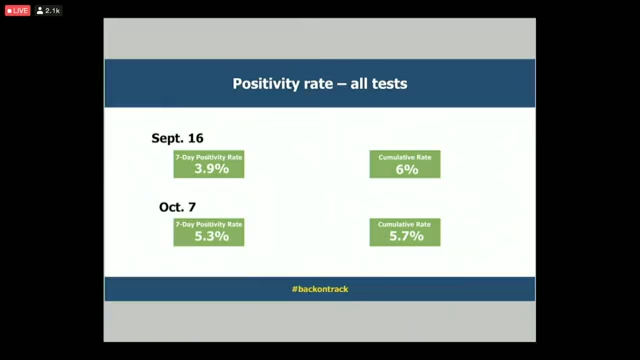 LIVE
2.1k
Positivity rate – all tests
Sept. 16
7-Day Positivity Rate
3.9%
Cumulative Rate
6%
Oct. 7
7-Day Positivity Rate
5.3%
Cumulative Rate
5.7%
#backontrack